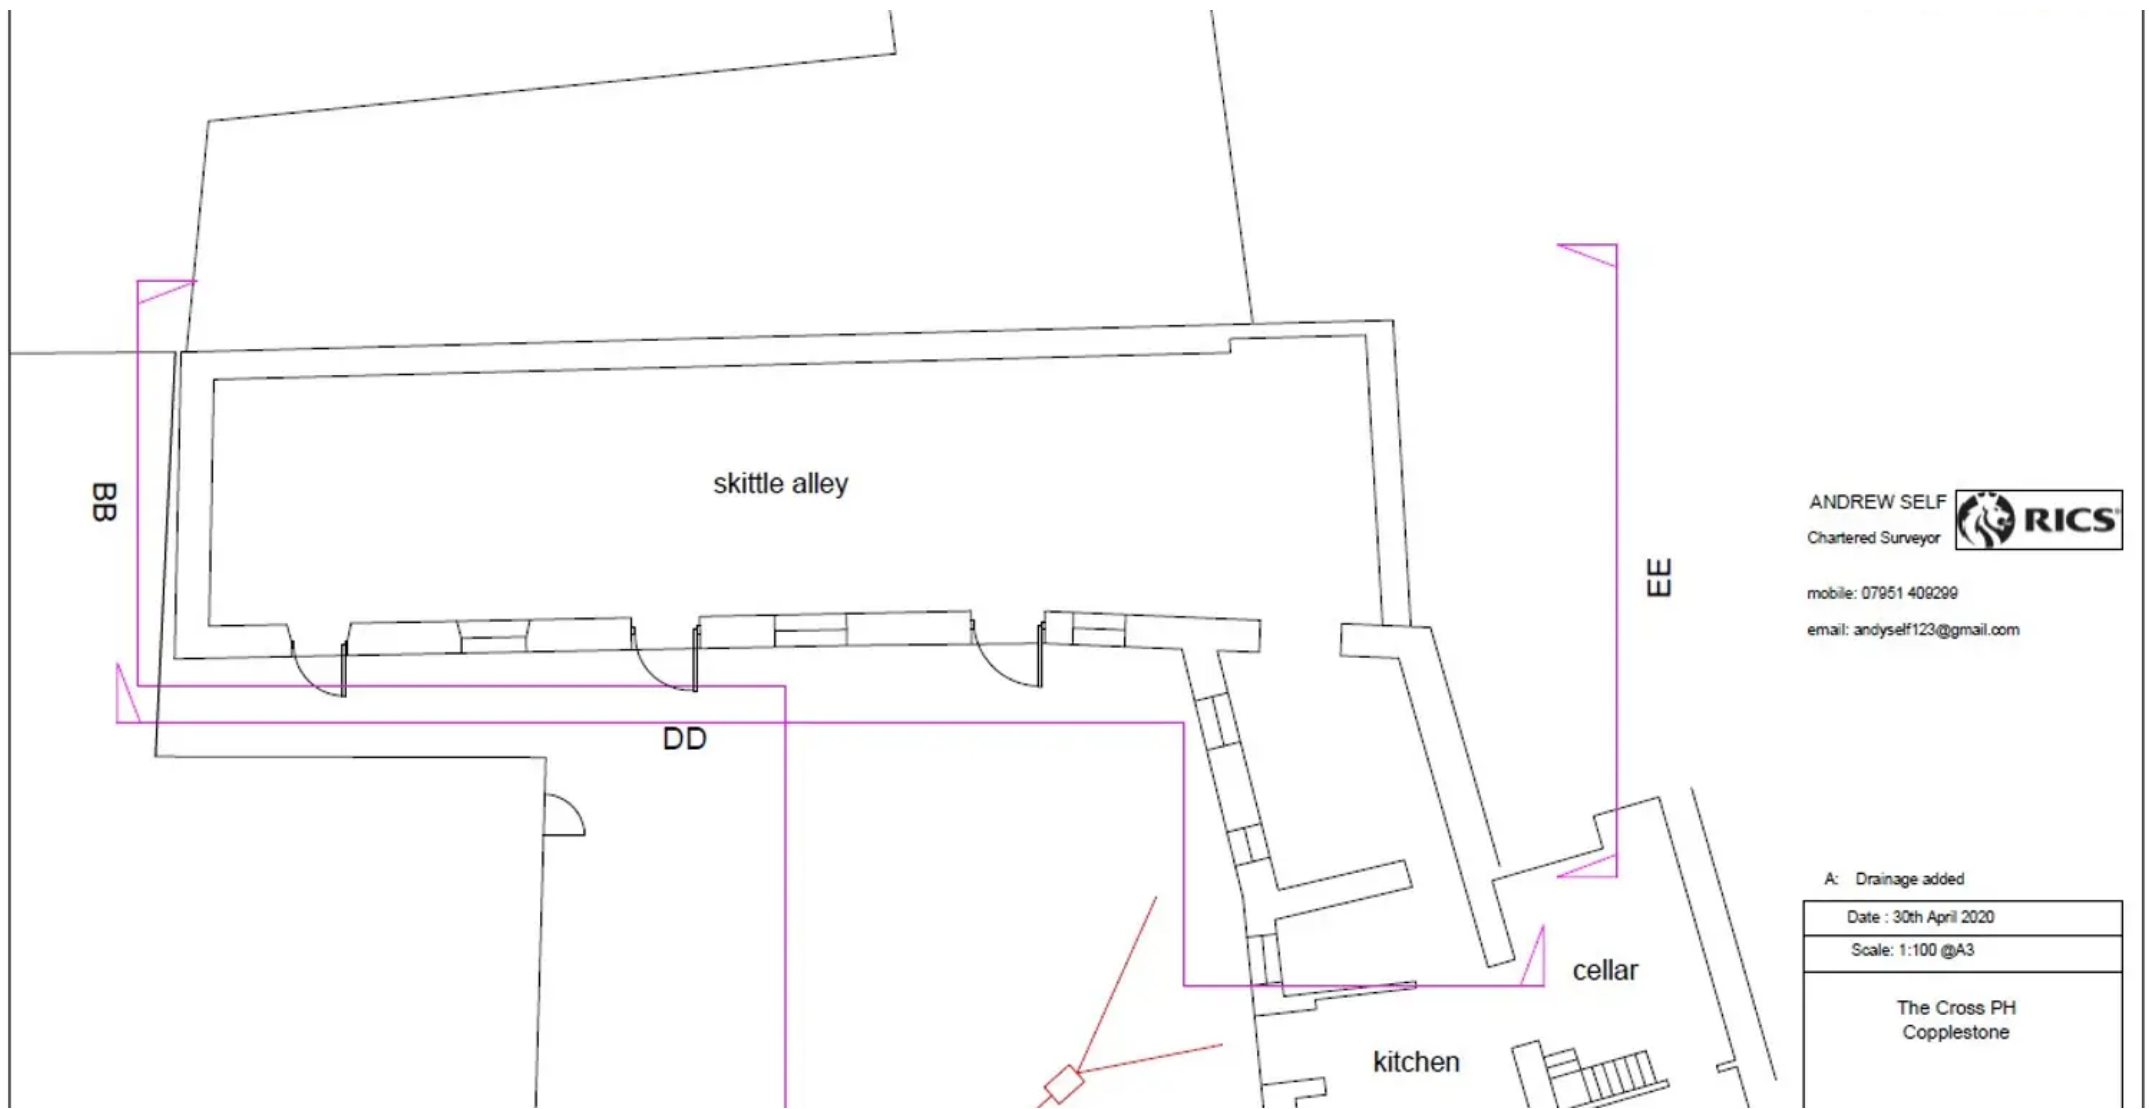 skittle alley
BB
DD
EE
ANDREW SELF
Chartered Surveyor
RICS
mobile: 07951 409299
email: andyself123@gmail.com
A: Drainage added
Date : 30th April 2020
Scale: 1:100 @A3
The Cross PH
Copplestone
cellar
kitchen